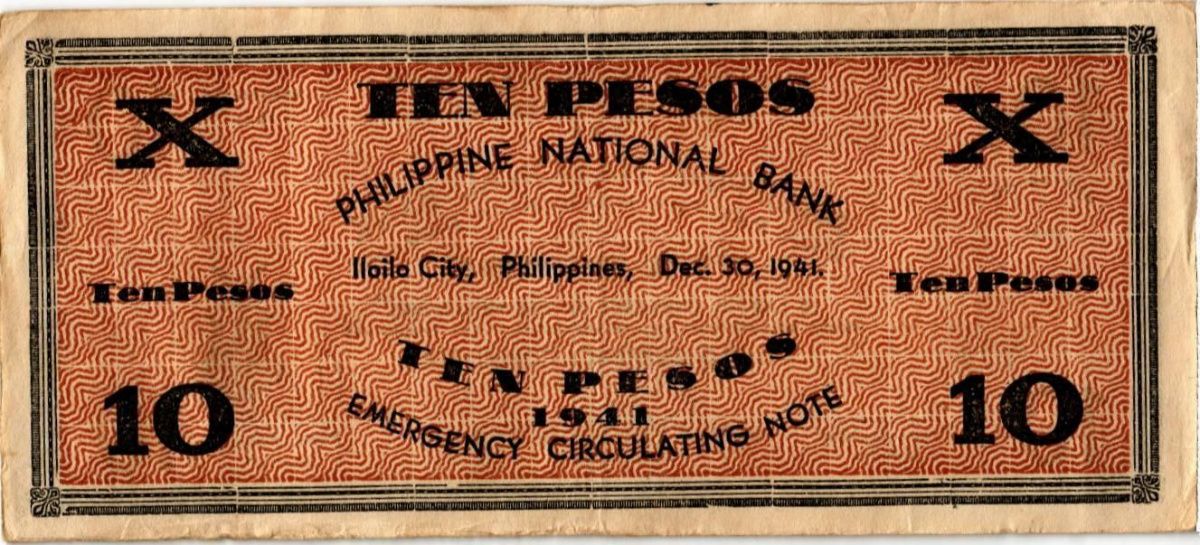 TEN PESOS
X
X
PHILIPPINE NATIONAL BANK
Iloilo City, Philippines, Dec. 30, 1941.
Ten Pesos
Ten Pesos
TEN PESOS
10
1941
10
EMERGENCY CIRCULATING NOTE